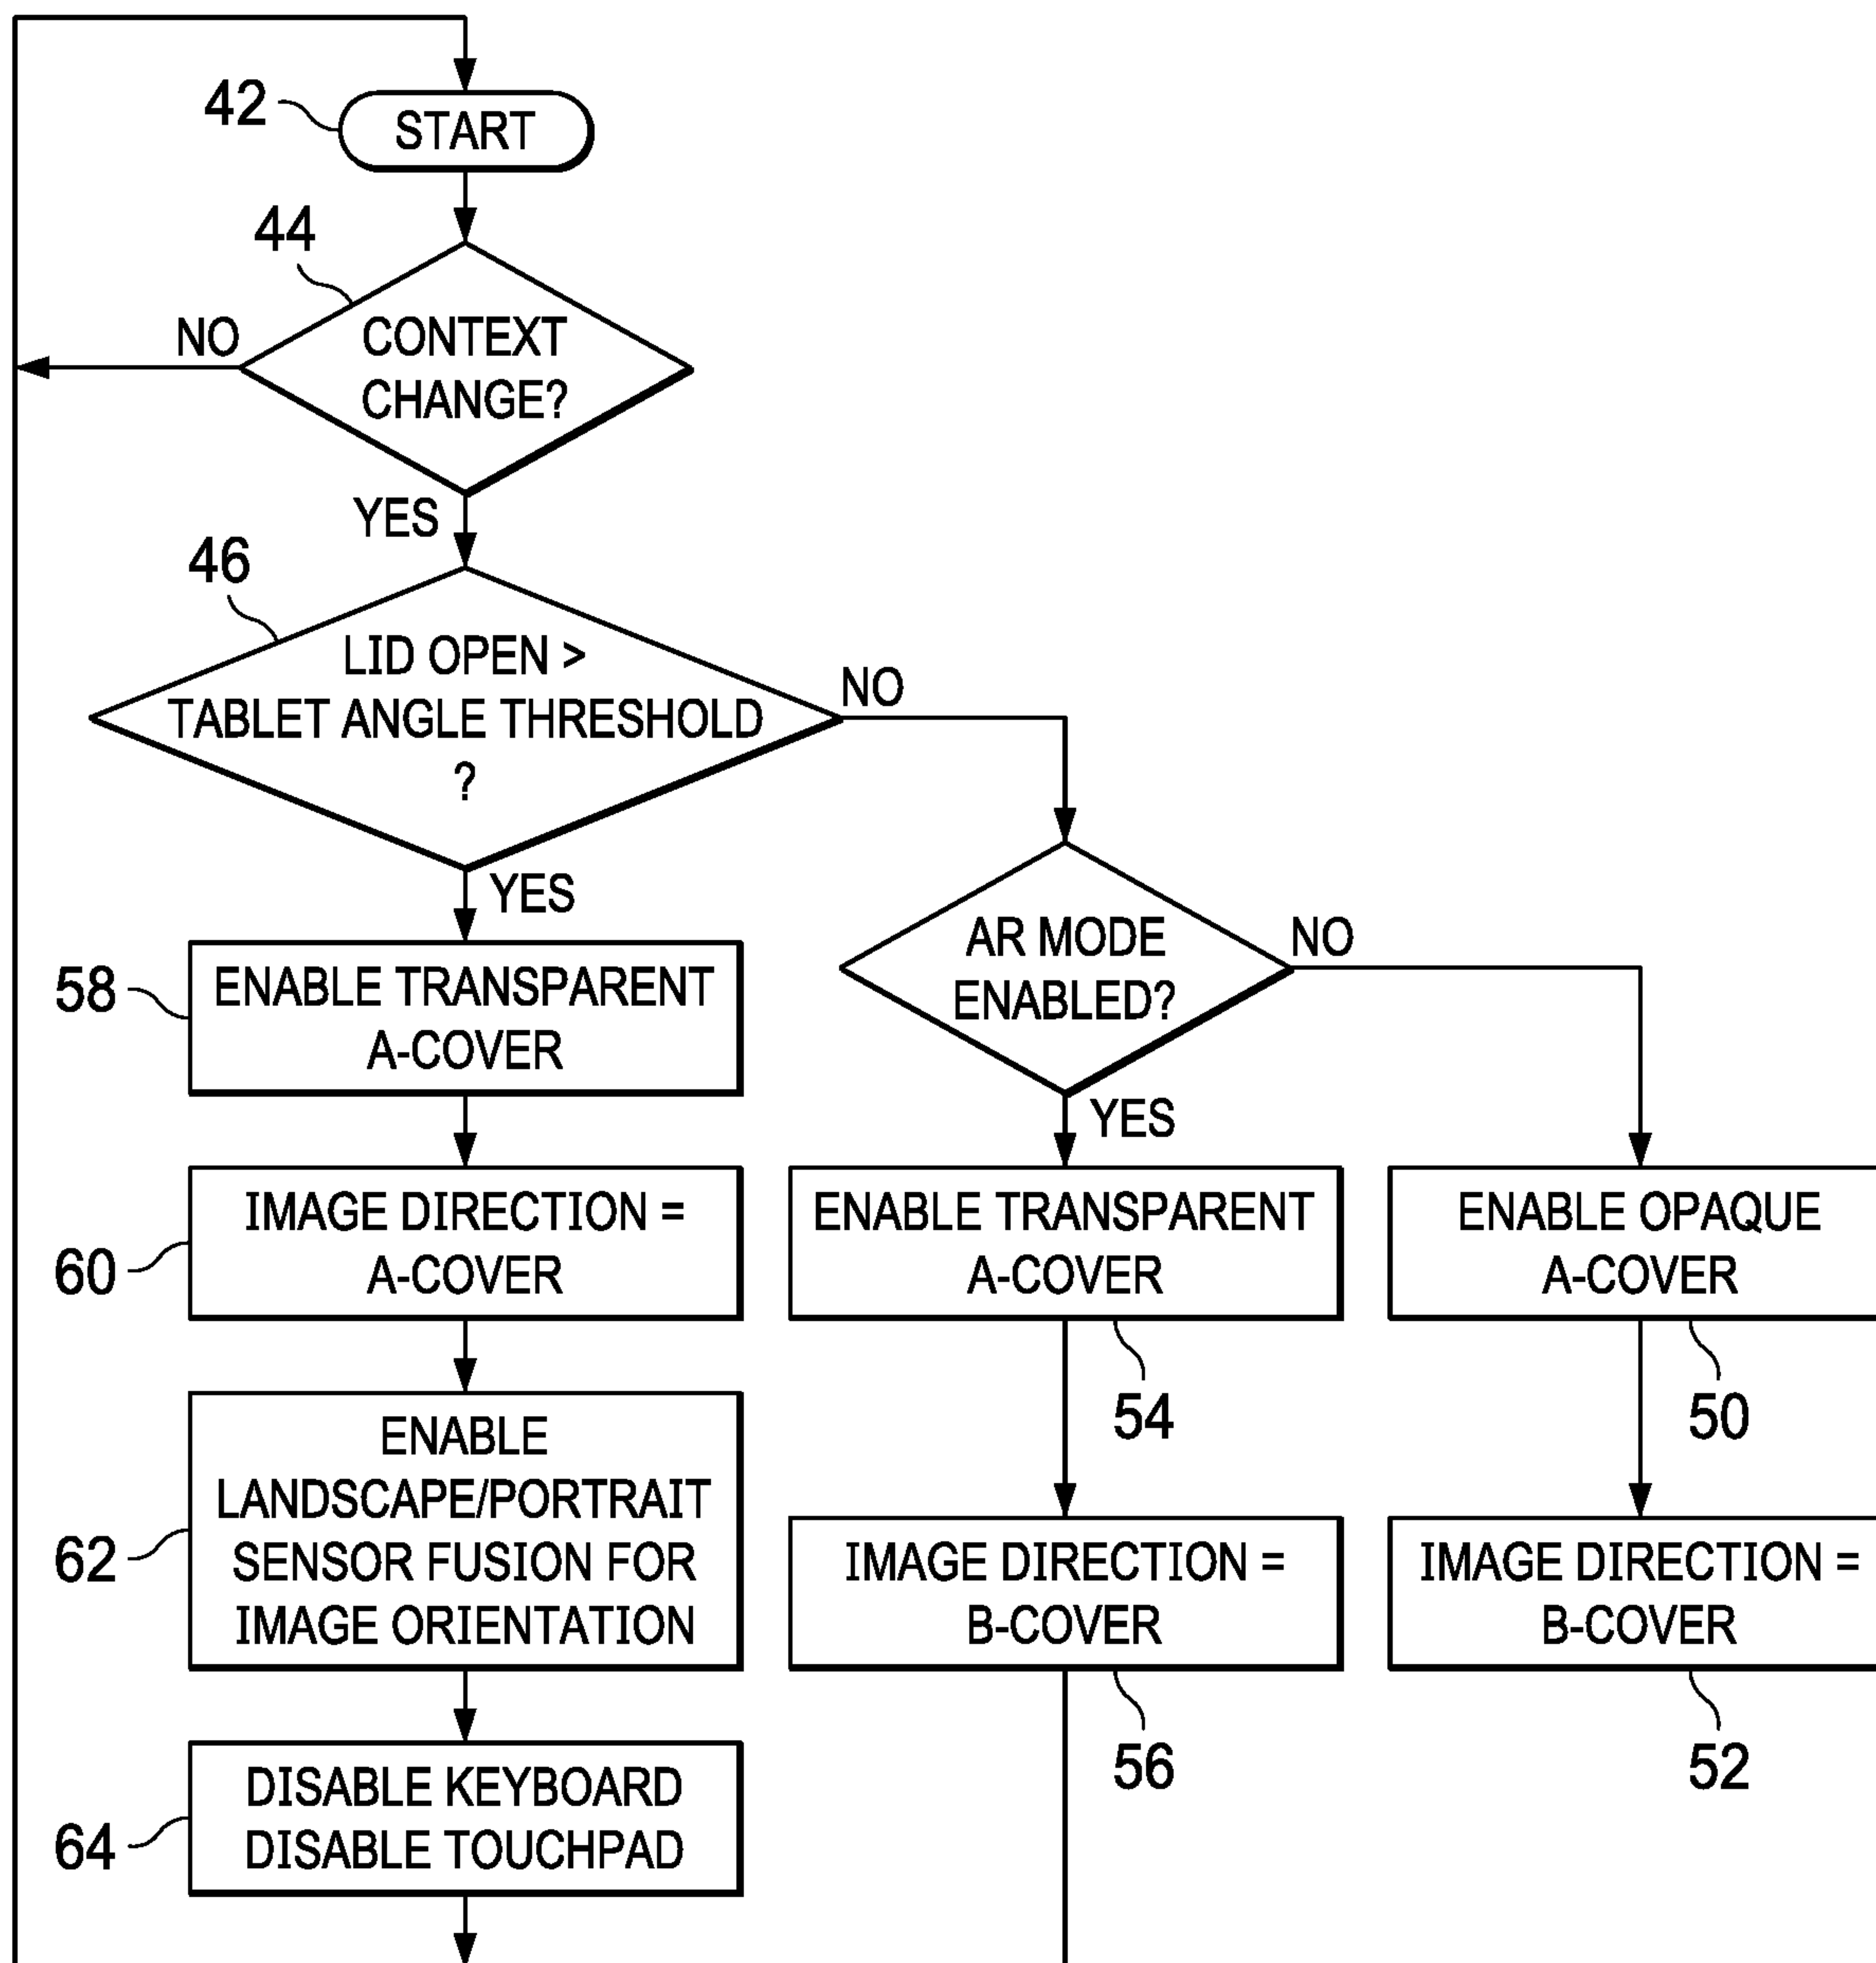 42
START
44
NO
CONTEXT
CHANGE?
YES
46
LID OPEN >
TABLET ANGLE THRESHOLD
?
NO
YES
AR MODE
ENABLED?
NO
YES
58
ENABLE TRANSPARENT
A-COVER
60
IMAGE DIRECTION =
A-COVER
ENABLE TRANSPARENT
A-COVER
54
ENABLE OPAQUE
A-COVER
50
62
ENABLE
LANDSCAPE/PORTRAIT
SENSOR FUSION FOR
IMAGE ORIENTATION
IMAGE DIRECTION =
B-COVER
56
IMAGE DIRECTION =
B-COVER
52
64
DISABLE KEYBOARD
DISABLE TOUCHPAD